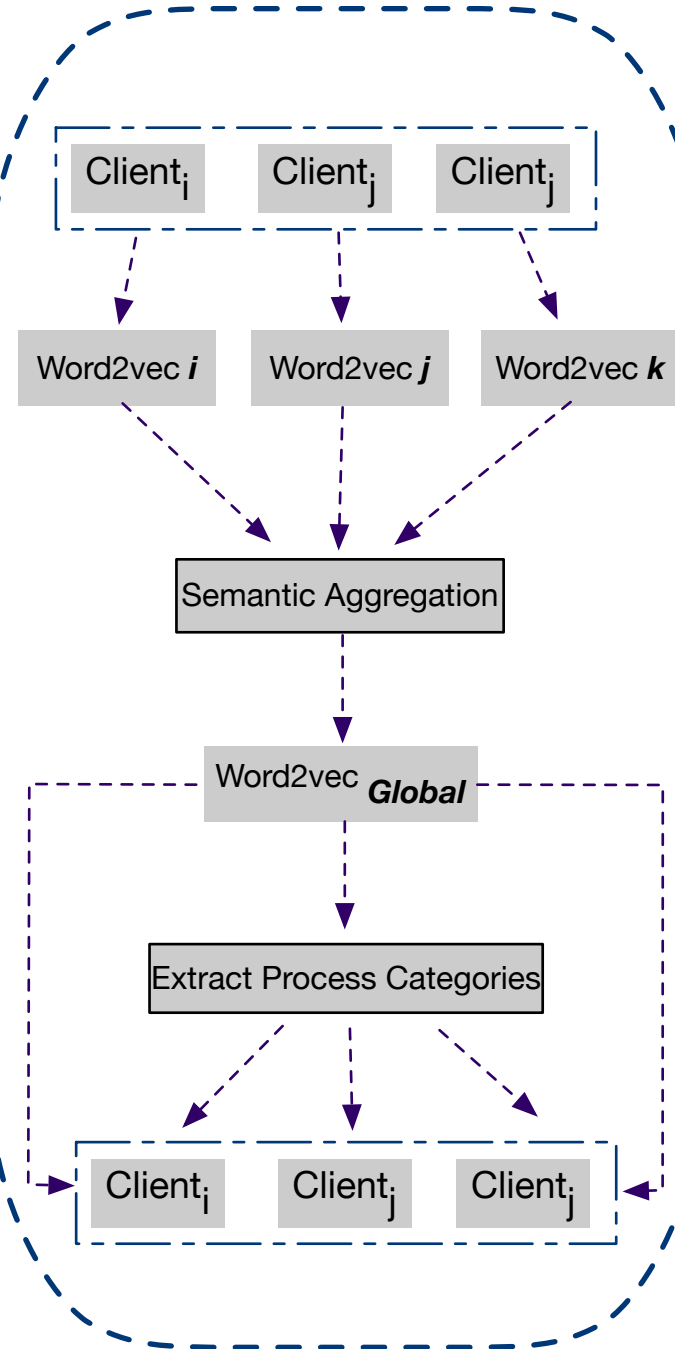 Client_i Client_j Client_j
Word2vec i Word2vec j Word2vec k
Semantic Aggregation
Word2vec Global
Extract Process Categories
Client_i Client_j Client_j